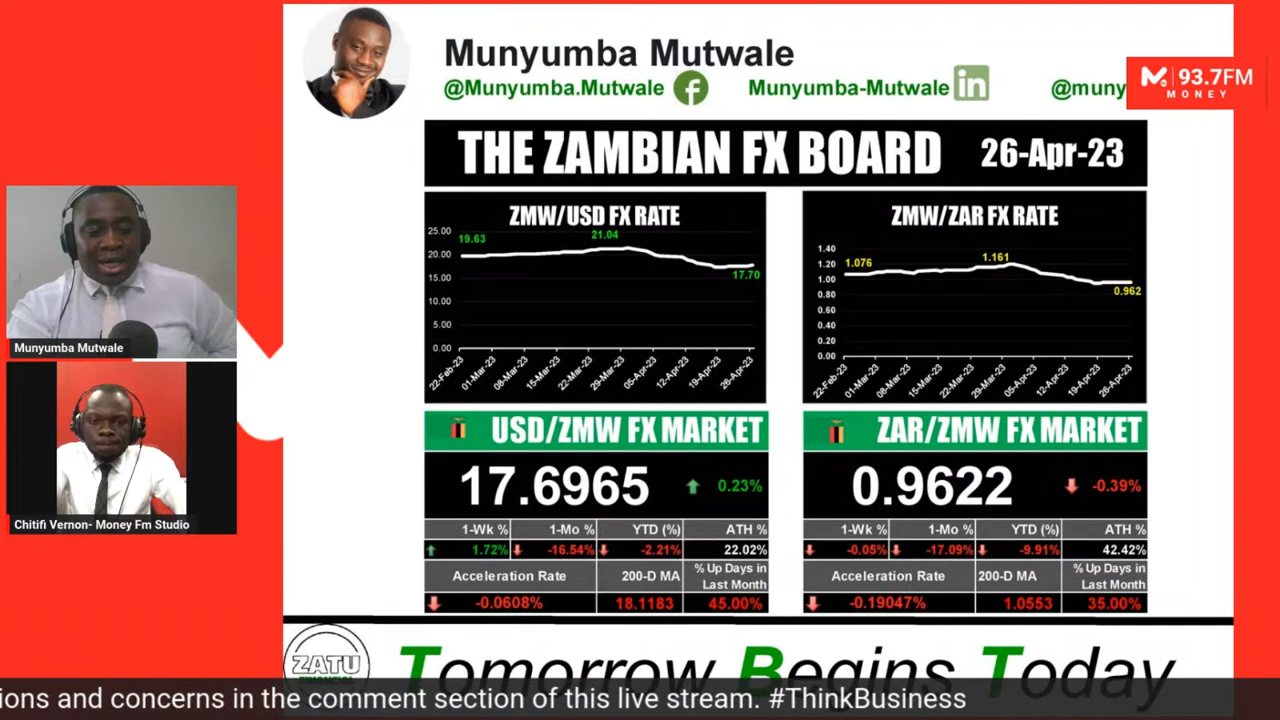 Munyumba Mutwale
@Munyumba.Mutwale
Munyumba-Mutwale
in
@muny
M 93.7FM
MONEY
THE ZAMBIAN FX BOARD 26-Apr-23
ZMW/USD FX RATE
25.00
20.00
15.00
10.00
5.00
0.00
19.63
21.04
17.70
22-Feb-23
01-Mar-23
08-Mar-23
15-Mar-23
22-Mar-23
29-Mar-23
05-Apr-23
12-Apr-23
19-Apr-23
26-Apr-23
ZMW/ZAR FX RATE
1.40
1.20
1.00
0.80
0.60
0.40
0.20
0.00
1.076
1.161
0.962
22-Feb-23
01-Mar-23
08-Mar-23
15-Mar-23
22-Mar-23
29-Mar-23
05-Apr-23
12-Apr-23
19-Apr-23
26-Apr-23
USD/ZMW FX MARKET
17.6965 0.23%
1-Wk % 1-Mo % YTD (%) ATH %
1.72% -16.54% -2.21% 22.02%
Acceleration Rate 200-D MA % Up Days in
Last Month
-0.0608% 18.1183 45.00%
ZAR/ZMW FX MARKET
0.9622 -0.39%
1-Wk % 1-Mo % YTD (%) ATH %
-0.05% -17.09% -9.91% 42.42%
Acceleration Rate 200-D MA % Up Days in
Last Month
-0.19047% 1.0553 35.00%
Munyumba Mutwale
Chitifi Vernon- Money Fm Studio
ZATU
Tomorrow Begins Today
ions and concerns in the comment section of this live stream. #ThinkBusiness